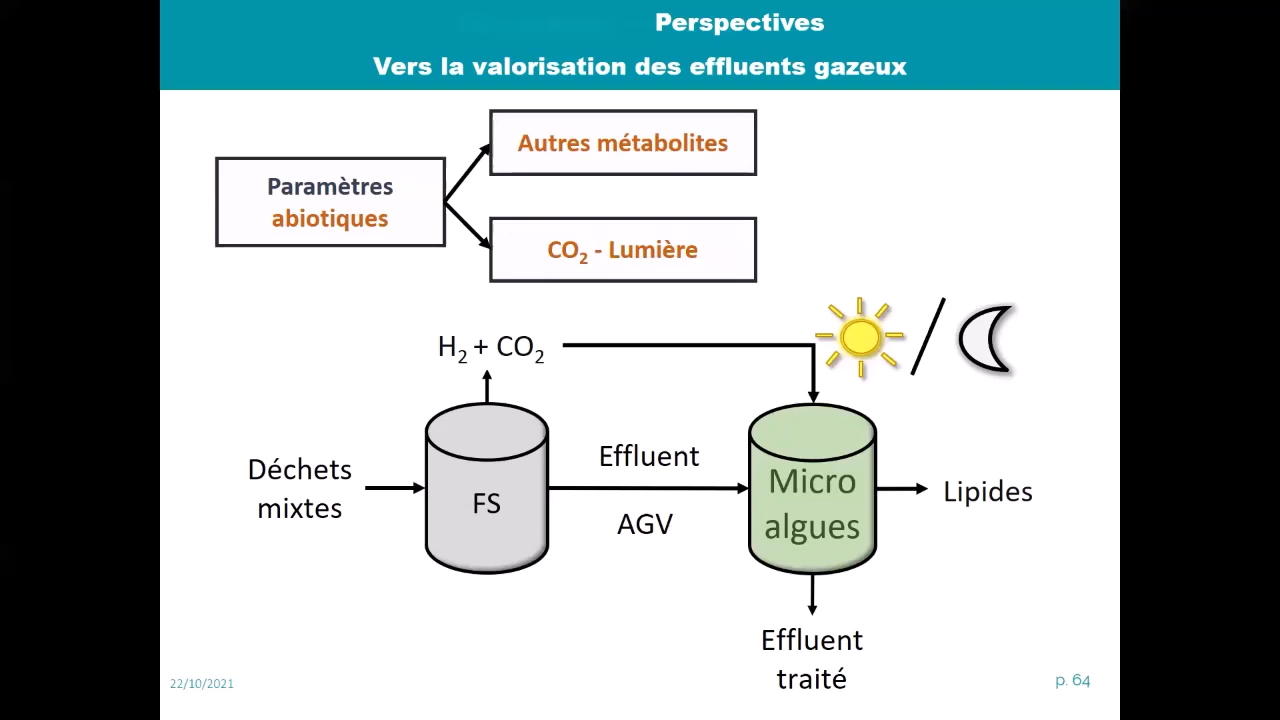 Perspectives
Vers la valorisation des effluents gazeux
Autres métabolites
Paramètres
abiotiques
CO₂ - Lumière
H₂ + CO₂
Déchets
mixtes
FS
Effluent
AGV
Micro
algues
Lipides
Effluent
traité
22/10/2021
p. 64